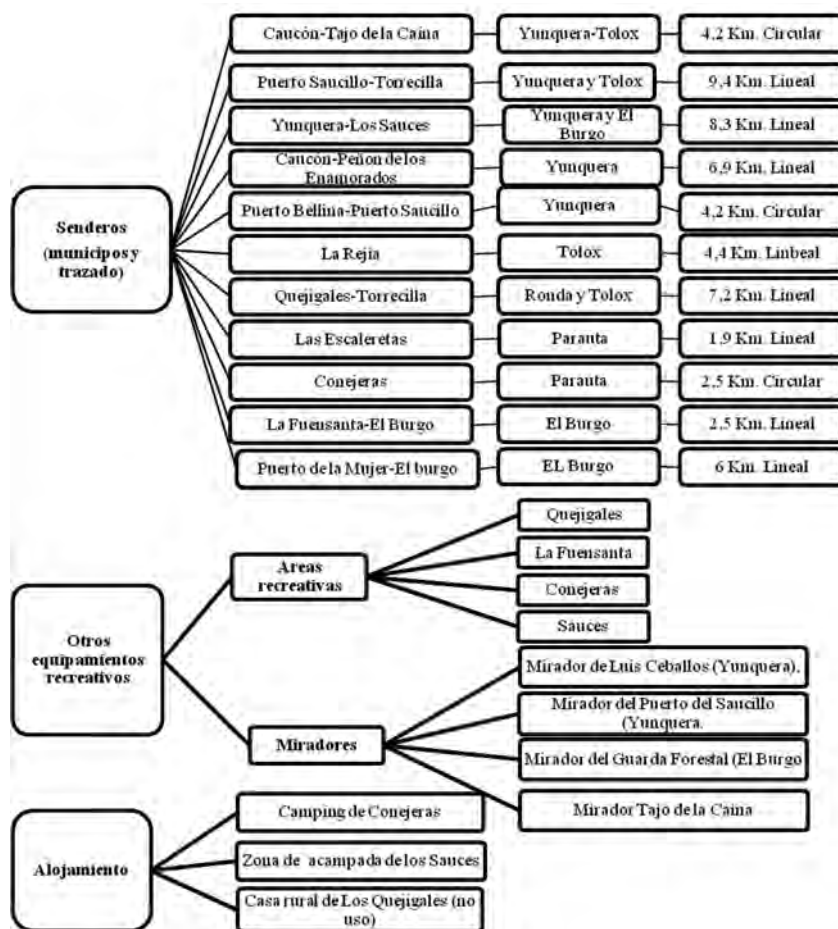 Senderos
(municipos y
trazado)
Caucón-Tajo de la Caina
Yunquera-Tolox
4,2 Km. Circular
Puerto Saucillo-Torrecilla
Yunquera y Tolox
9,4 Km. Lineal
Yunquera-Los Sauces
Yunquera y El
Burgo
8,3 Km. Lineal
Caucón-Peñon de los
Enamorados
Yunquera
6,9 Km. Lineal
Puerto Bellina-Puerto Saucillo
Yunquera
4,2 Km. Circular
La Rejía
Tolox
4,4 Km. Linbeal
Quejigales-Torrecilla
Ronda y Tolox
7,2 Km. Lineal
Las Escaleretas
Parauta
1,9 Km. Lineal
Conejeras
Parauta
2,5 Km. Circular
La Fuensanta-El Burgo
El Burgo
2,5 Km. Lineal
Puerto de la Mujer-El burgo
EL Burgo
6 Km. Lineal
Otros
equipamientos
recreativos
Areas
recreativas
Quejigales
La Fuensanta
Conejeras
Sauces
Miradores
Mirador de Luis Ceballos (Yunquera),
Mirador del Puerto del Saucillo
(Yunquera.
Mirador del Guarda Forestal (El Burgo
Mirador Tajo de la Caina
Alojamiento
Camping de Conejeras
Zona de acampada de los Sauces
Casa rural de Los Quejigales (no
uso)